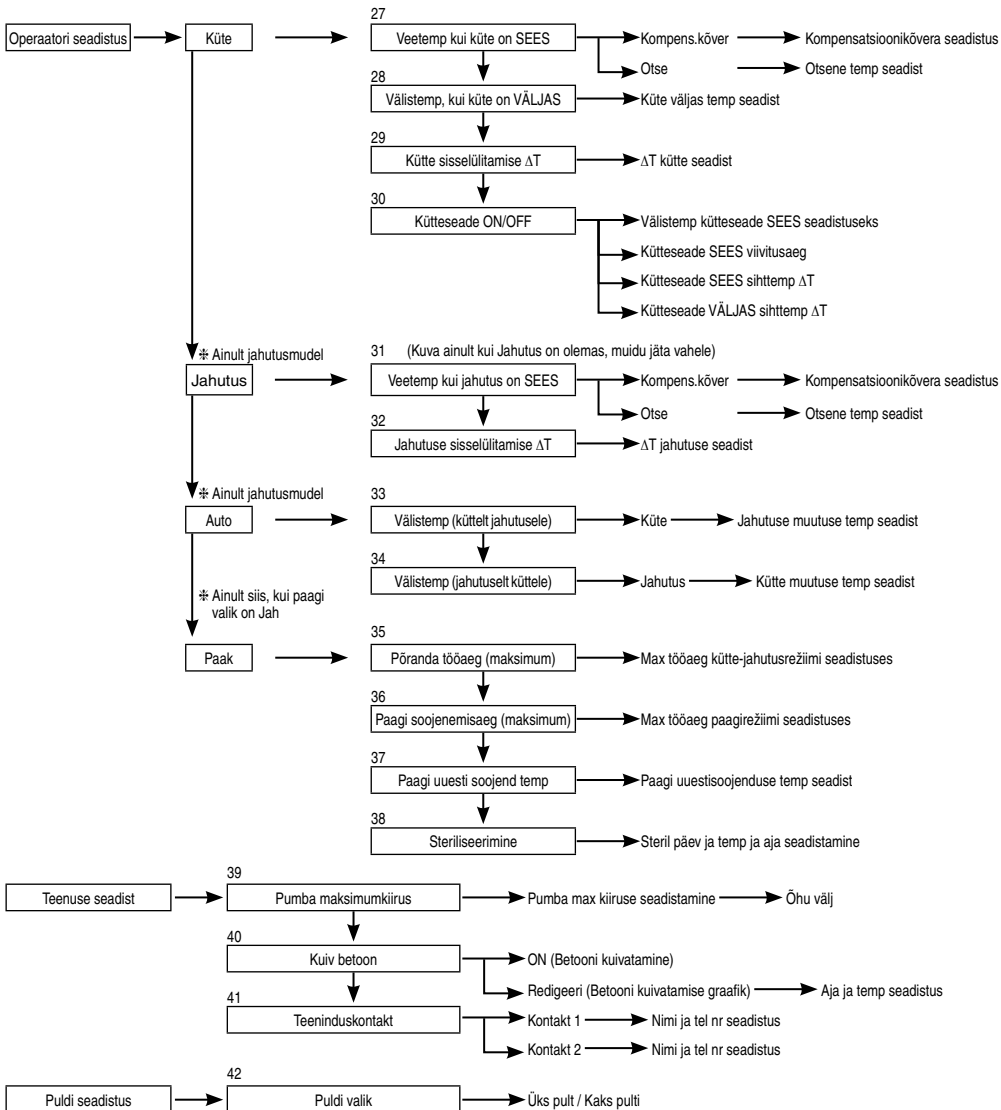 27
Operaatori seadistus Küte Veetemp kui küte on SEES Kompens.kõver Kompensatsioonikõvera seadistus
Otse Otsene temp seadist
28
Välistemp, kui küte on VÄLJAS Küte väljas temp seadist
29
Kütte sisselülitamise ΔT ΔT kütte seadist
30
Kütteseade ON/OFF Välistemp kütteseade SEES seadistuseks
Kütteseade SEES viivitusaeg
Kütteseade SEES sihttemp ΔT
Kütteseade VÄLJAS sihttemp ΔT
❈ Ainult jahutusmudel 31 (Kuva ainult kui Jahutus on olemas, muidu jäta vahele)
Jahutus Veetemp kui jahutus on SEES Kompens.kõver Kompensatsioonikõvera seadistus
Otse Otsene temp seadist
32
Jahutuse sisselülitamise ΔT ΔT jahutuse seadist
❈ Ainult jahutusmudel 33
Auto Välistemp (küttelt jahutusele) Küte Jahutuse muutuse temp seadist
34
Välistemp (jahutuselt küttele) Jahutus Kütte muutuse temp seadist
❈ Ainult siis, kui paagi
valik on Jah
35
Paak Põranda tööaeg (maksimum) Max tööaeg kütte-jahutusrežiimi seadistuses
36
Paagi soojenemisaeg (maksimum) Max tööaeg paagirežiimi seadistuses
37
Paagi uuesti soojend temp Paagi uuestisoojenduse temp seadist
38
Steriliseerimine Steril päev ja temp ja aja seadistamine
39
Teenuse seadist Pumba maksimumkiirus Pumba max kiiruse seadistamine Õhu välj
40
Kuiv betoon ON (Betooni kuivatamine)
Redigeeri (Betooni kuivatamise graafik) Aja ja temp seadistus
41
Teeninduskontakt Kontakt 1 Nimi ja tel nr seadistus
Kontakt 2 Nimi ja tel nr seadistus
42
Puldi seadistus Puldi valik Üks pult / Kaks pulti